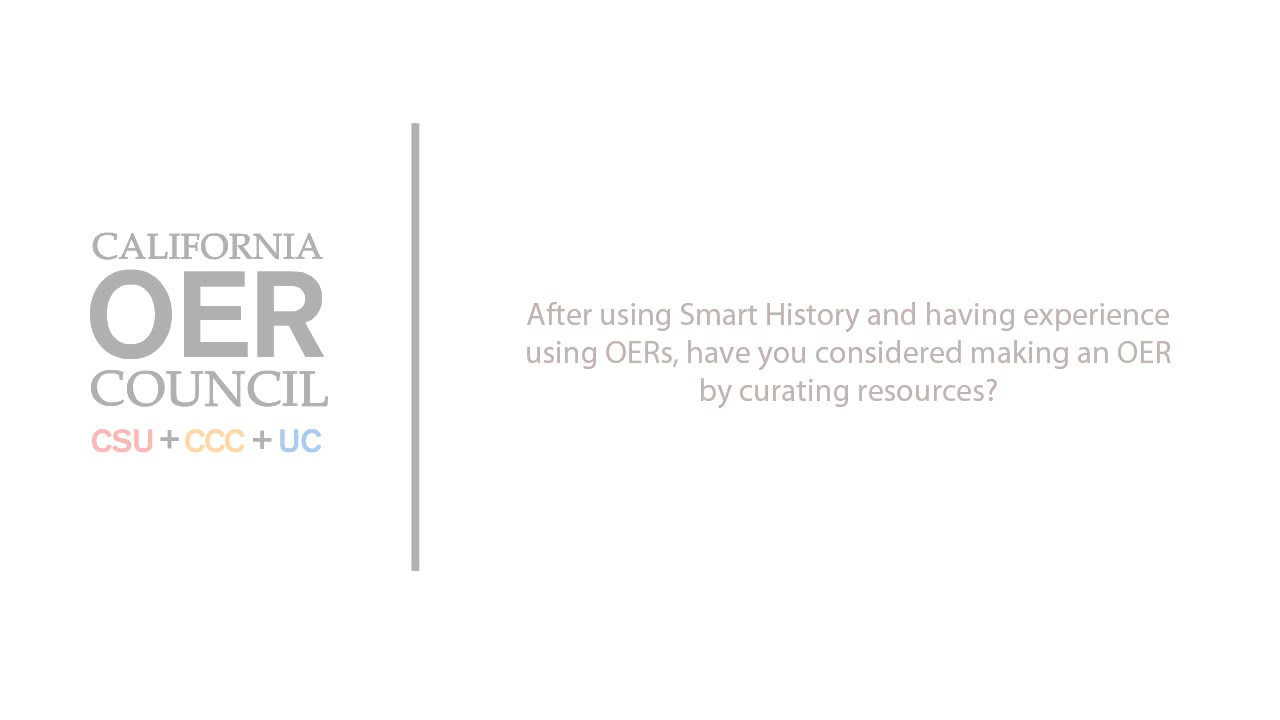 CALIFORNIA
OER
COUNCIL
CSU + CCC + UC
After using Smart History and having experience
using OERs, have you considered making an OER
by curating resources?